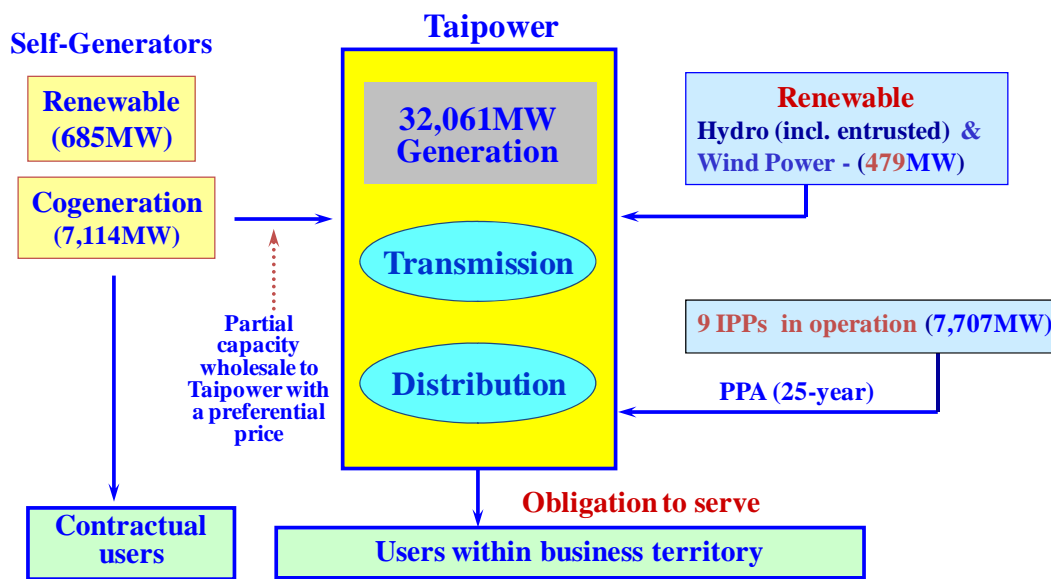 Taipower
Self-Generators
Renewable
(685MW)
Cogeneration
(7,114MW)
Partial
capacity
wholesale to
Taipower with
a preferential
price
Contractual
users
32,061MW
Generation
Transmission
Distribution
Renewable
Hydro (incl. entrusted) &
Wind Power - (479MW)
9 IPPs in operation (7,707MW)
PPA (25-year)
Obligation to serve
Users within business territory